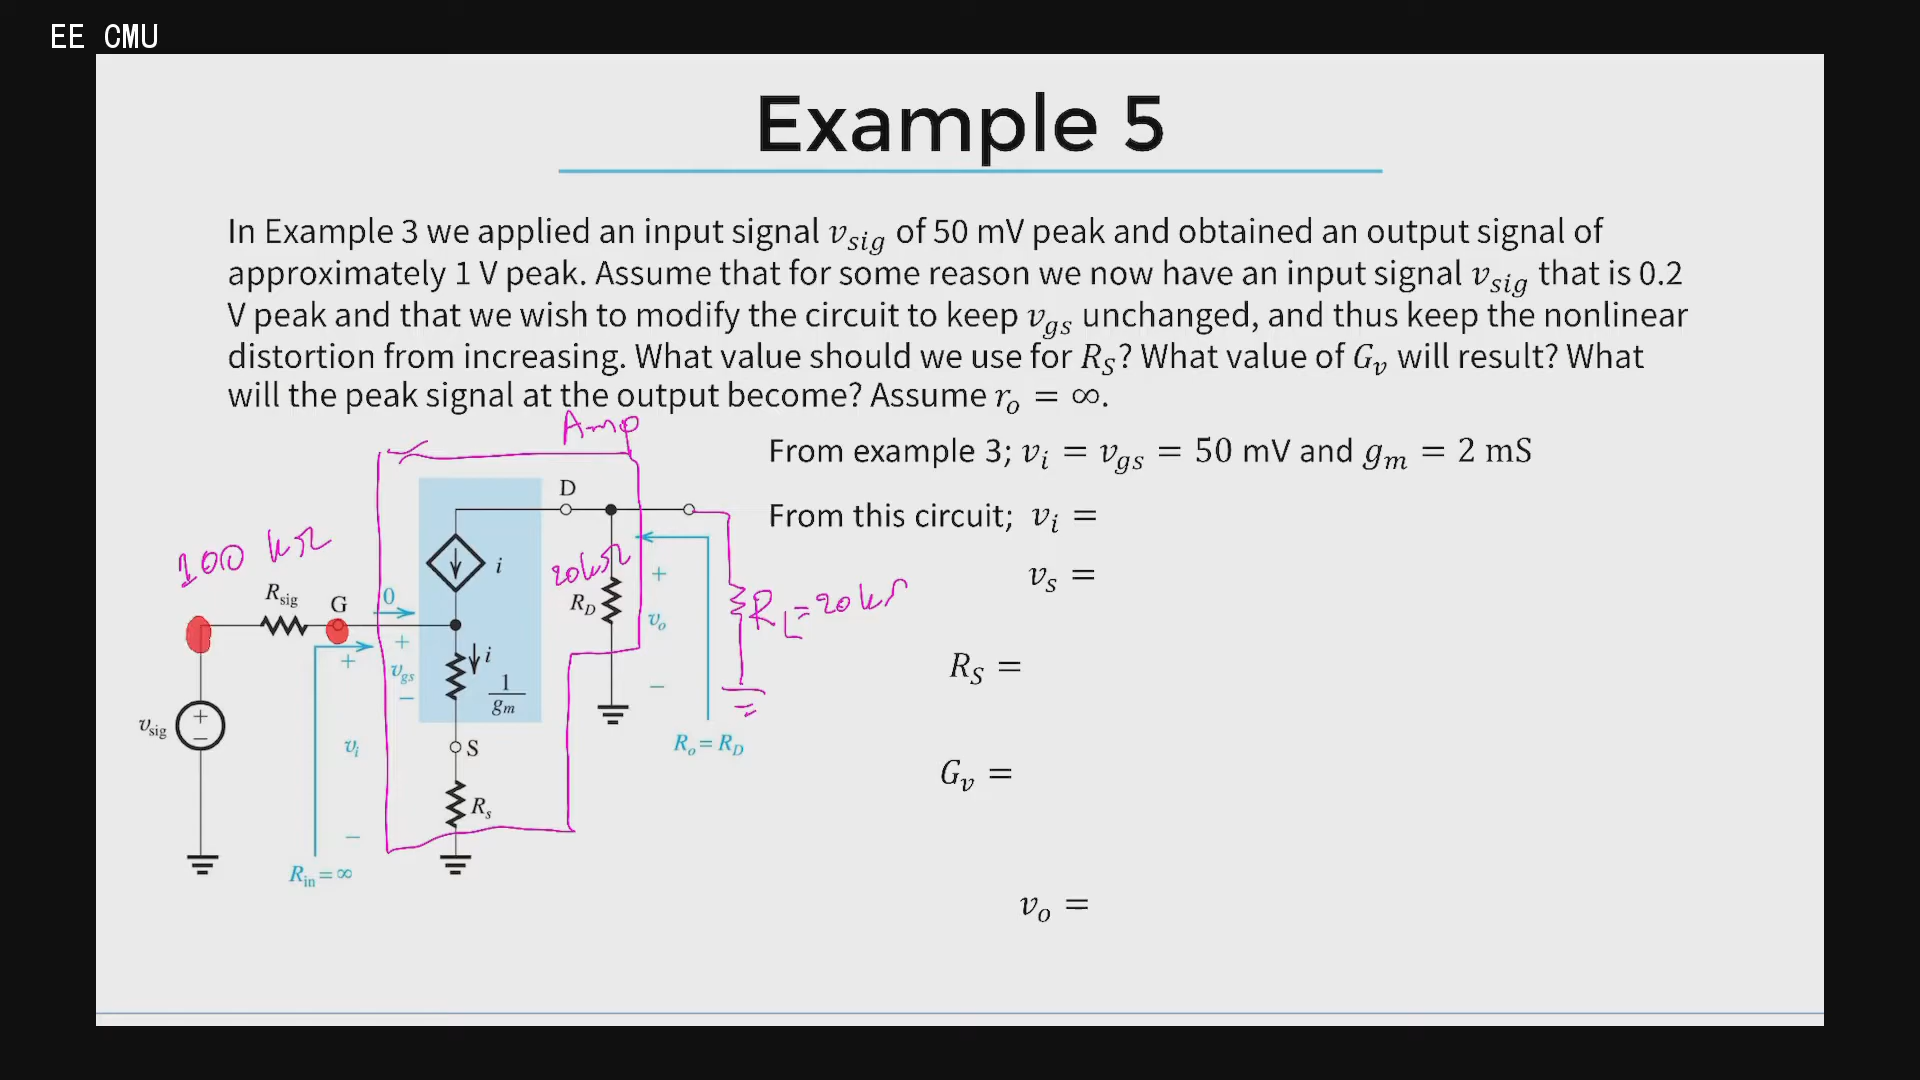 EE CMU
Example 5
In Example 3 we applied an input signal v_sig of 50 mV peak and obtained an output signal of
approximately 1 V peak. Assume that for some reason we now have an input signal v_sig that is 0.2
V peak and that we wish to modify the circuit to keep v_gs unchanged, and thus keep the nonlinear
distortion from increasing. What value should we use for R_S? What value of G_v will result? What
will the peak signal at the output become? Assume r_o = ∞.
From example 3; v_i = v_gs = 50 mV and g_m = 2 mS
From this circuit; v_i =
v_s =
R_S =
G_v =
v_o =
Amp
100 kΩ
R_sig
G
0
+
v_gs
−
D
i
i
1/g_m
S
R_s
20kΩ
R_D
+
v_o
−
R_L = 20kΩ
R_o = R_D
v_sig
+
−
+
v_i
−
R_in = ∞